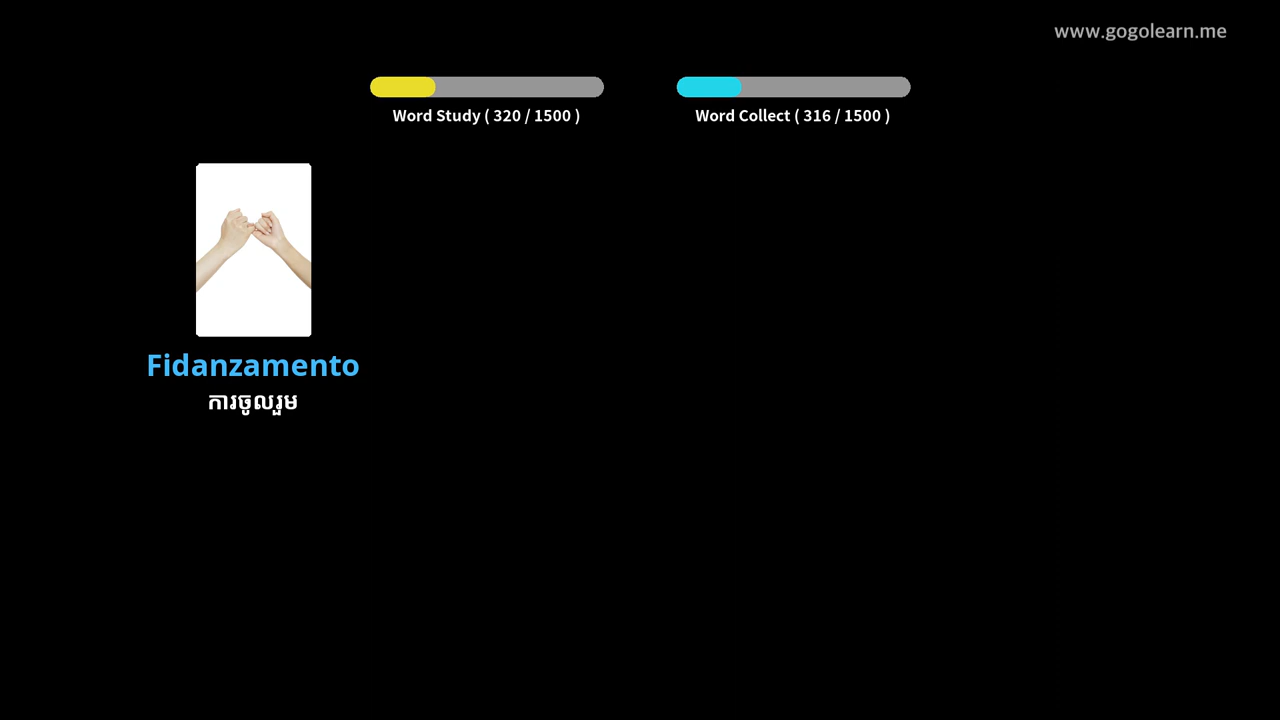 www.gogolearn.me
Word Study ( 320 / 1500 )
Word Collect ( 316 / 1500 )
Fidanzamento
ការចូលរួម